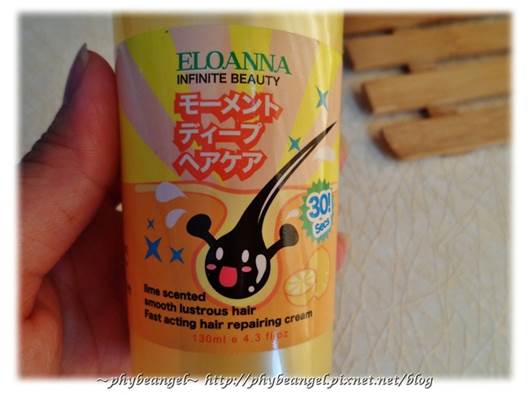 ELOANNA
INFINITE BEAUTY
モーメント
ディープ
ヘアケア
30!
Secs
lime scented
smooth lustrous hair
Fast acting hair repairing cream
130ml e 4.3 fl oz
～phybeangel～ http://phybeangel.pixnet.net/blog